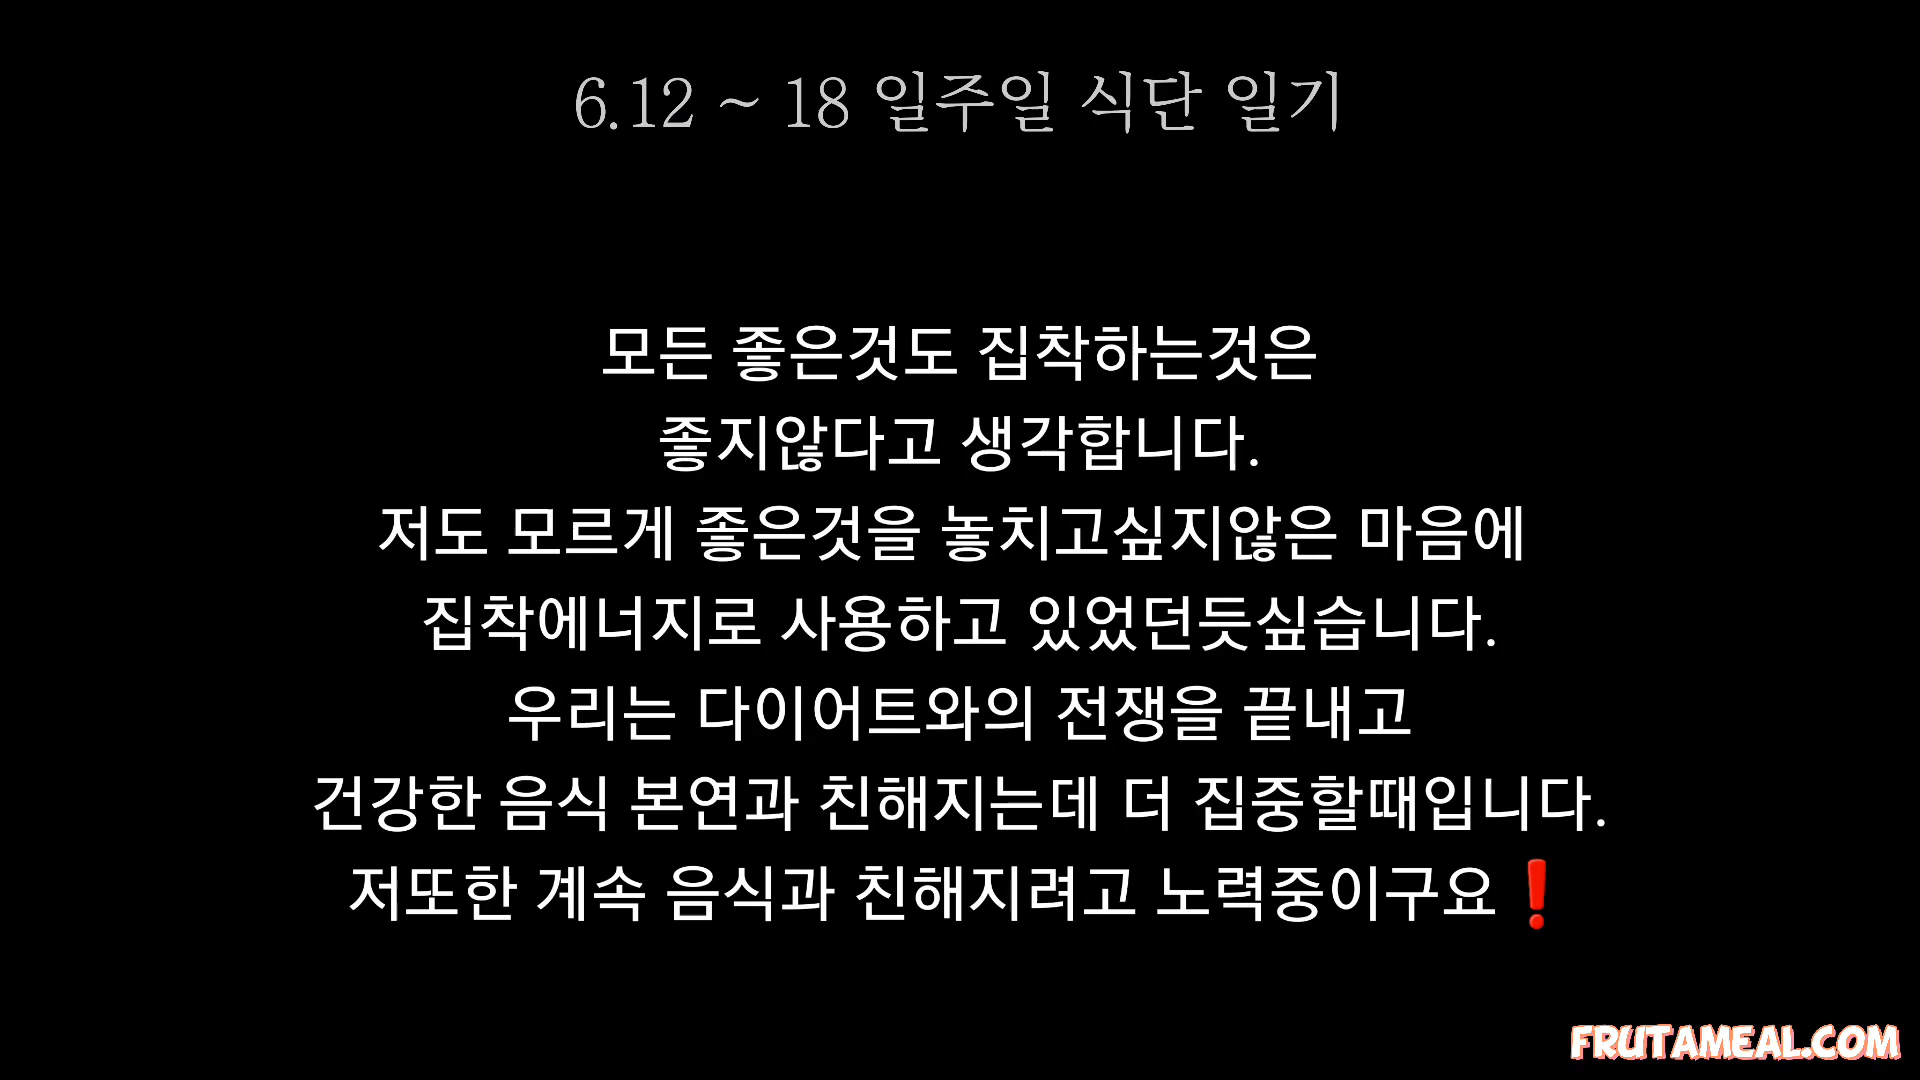 6.12 ~ 18 일주일 식단 일기
모든 좋은것도 집착하는것은
좋지않다고 생각합니다.
저도 모르게 좋은것을 놓치고싶지않은 마음에
집착에너지로 사용하고 있었던듯싶습니다.
우리는 다이어트와의 전쟁을 끝내고
건강한 음식 본연과 친해지는데 더 집중할때입니다.
저또한 계속 음식과 친해지려고 노력중이구요❗
FRUTAMEAL.COM